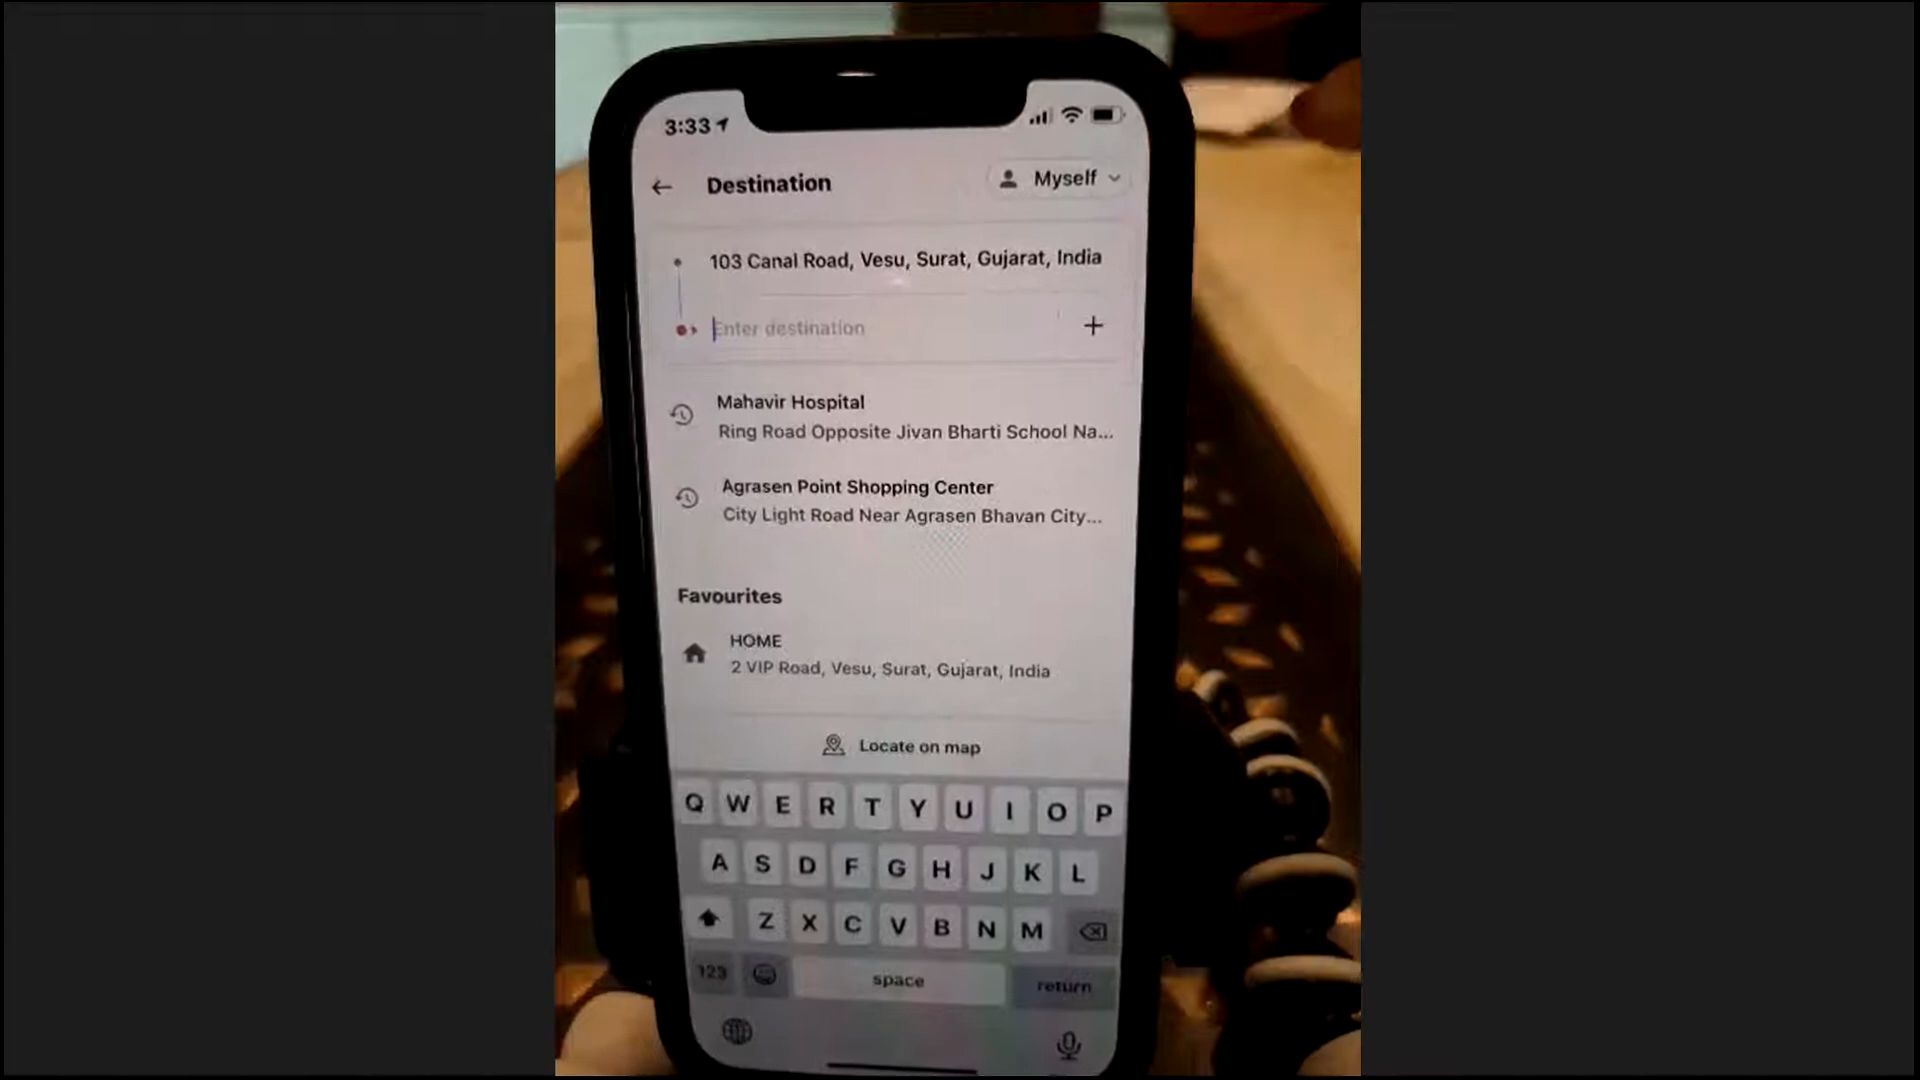 3:33
Destination
Myself
103 Canal Road, Vesu, Surat, Gujarat, India
Enter destination
Mahavir Hospital
Ring Road Opposite Jivan Bharti School Na...
Agrasen Point Shopping Center
City Light Road Near Agrasen Bhavan City...
Favourites
HOME
2 VIP Road, Vesu, Surat, Gujarat, India
Locate on map
Q W E R T Y U I O P
A S D F G H J K L
Z X C V B N M
123 space return